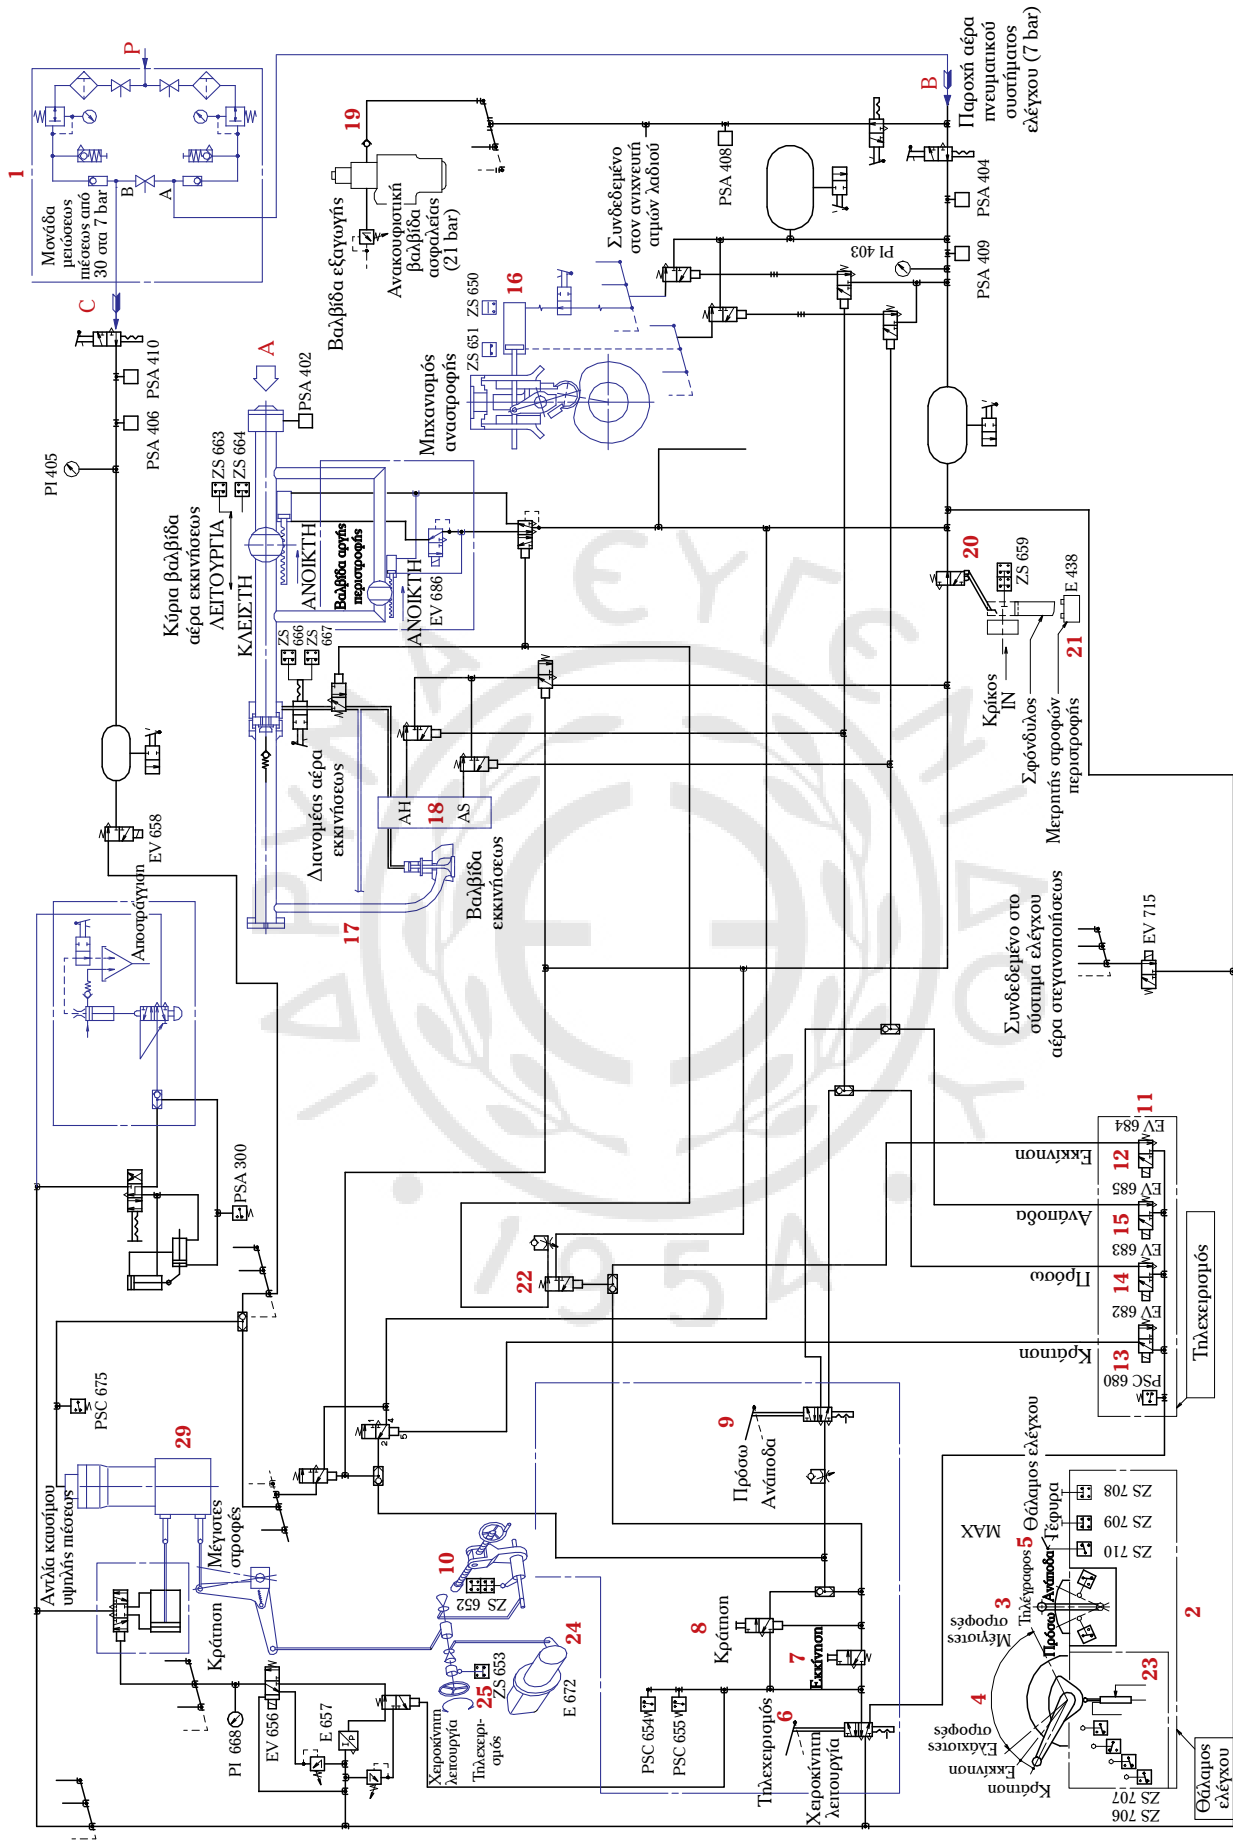 1
Μονάδα
μειώσεως
πιέσεως από
30 στα 7 bar
P
B
A
C
B
Παροχή αέρα
πνευματικού
συστήματος
ελέγχου (7 bar)
PSA 410
PSA 406
PI 405
EV 658
19
Βαλβίδα εξαγωγής
Ανακουφιστική
βαλβίδα
ασφαλείας
(21 bar)
Συνδεδεμένο
στον ανιχνευτή
ατμών λαδιού
PSA 408
PSA 404
PSA 409
PI 403
16
ZS 650
ZS 651
Μηχανισμός
αναστροφής
A
PSA 402
Κύρια βαλβίδα
αέρα εκκινήσεως
ΛΕΙΤΟΥΡΓΙΑ
ΚΛΕΙΣΤΗ
ZS 663
ZS 664
ΑΝΟΙΚΤΗ
Βαλβίδα αργής
περιστροφής
ΑΝΟΙΚΤΗ
EV 686
ZS
666
ZS
667
Διανομέας αέρα
εκκινήσεως
17
AH
18
AS
Βαλβίδα
εκκινήσεως
20
ZS 659
E 438
21
Κρίκος
IN
Σφόνδυλος
Μετρητής στροφών
περιστροφής
Συνδεδεμένο στο
σύστημα ελέγχου
αέρα στεγανοποιήσεως
EV 715
Αποστράγγιση
PSA 300
PSC 675
29
Αντλία καυσίμου
υψηλής πιέσεως
Μέγιστες
στροφές
Κράτηση
PI 668
EV 656
E 657
10
ZS 652
ZS 653
25
24
E 672
Χειροκίνητη
λειτουργία
Τηλεχειρι-
σμός
22
1
2
4
5
9
Πρόσω
Ανάποδα
8
Κράτηση
7
Εκκίνηση
6
Τηλεχειρισμός
Χειροκίνητη
λειτουργία
PSC 654
PSC 655
11
EV 684
12
Εκκίνηση
EV 685
15
Ανάποδα
EV 683
14
Πρόσω
EV 682
13
Κράτηση
PSC 680
Τηλεχειρισμός
MAX
Θάλαμος ελέγχου
Γέφυρα
5
ZS 708
ZS 709
ZS 710
3
Τηλέγραφος
Πρόσω
Ανάποδα
2
4
Μέγιστες
στροφές
Ελάχιστες
στροφές
Εκκίνηση
Κράτηση
23
ZS 707
ZS 706
Θάλαμος
ελέγχου
ΙΔΡΥΜΑ ΕΥΓΕΝΙΔΟΥ
1954